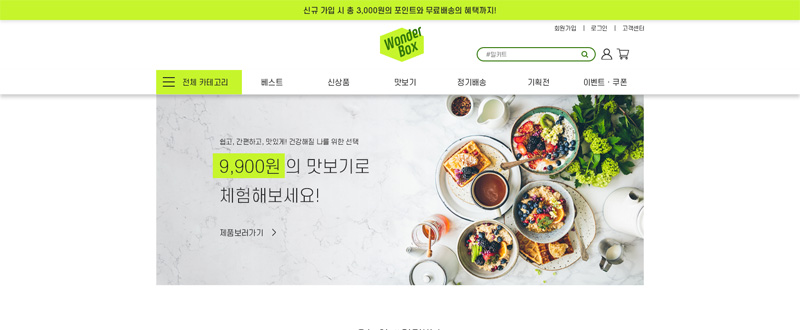 신규 가입 시 총 3,000원의 포인트와 무료배송의 혜택까지!
회원가입 | 로그인 | 고객센터
Wonder
Box
#밀키트
전체 카테고리 베스트 신상품 맛보기 정기배송 기획전 이벤트 · 쿠폰
쉽고, 간편하고, 맛있게! 건강해질 나를 위한 선택
9,900원의 맛보기로
체험해보세요!
제품보러가기 >